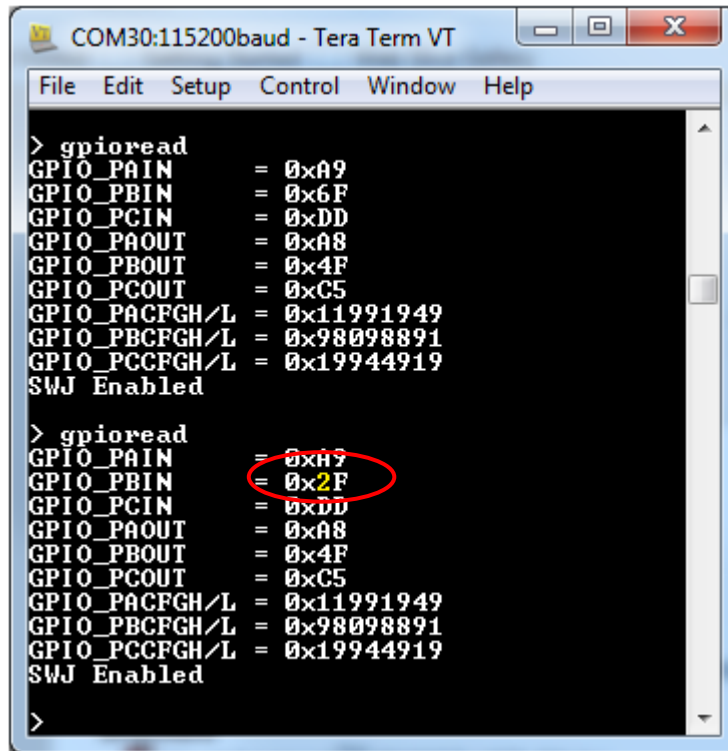 COM30:115200baud - Tera Term VT
File Edit Setup Control Window Help
> gpioread
GPIO_PAIN = 0xA9
GPIO_PBIN = 0x6F
GPIO_PCIN = 0xDD
GPIO_PAOUT = 0xA8
GPIO_PBOUT = 0x4F
GPIO_PCOUT = 0xC5
GPIO_PACFGH/L = 0x11991949
GPIO_PBCFGH/L = 0x98098891
GPIO_PCCFGH/L = 0x19944919
SWJ Enabled
> gpioread
GPIO_PAIN = 0xA9
GPIO_PBIN = 0x2F
GPIO_PCIN = 0xDD
GPIO_PAOUT = 0xA8
GPIO_PBOUT = 0x4F
GPIO_PCOUT = 0xC5
GPIO_PACFGH/L = 0x11991949
GPIO_PBCFGH/L = 0x98098891
GPIO_PCCFGH/L = 0x19944919
SWJ Enabled
>